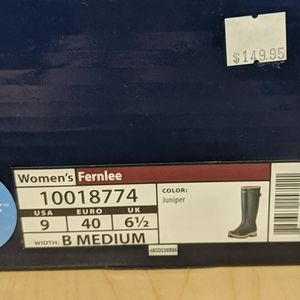 $149.95
Women's Fernlee
10018774
COLOR:
Juniper
USA EURO UK
9 40 6½
WIDTH: B MEDIUM